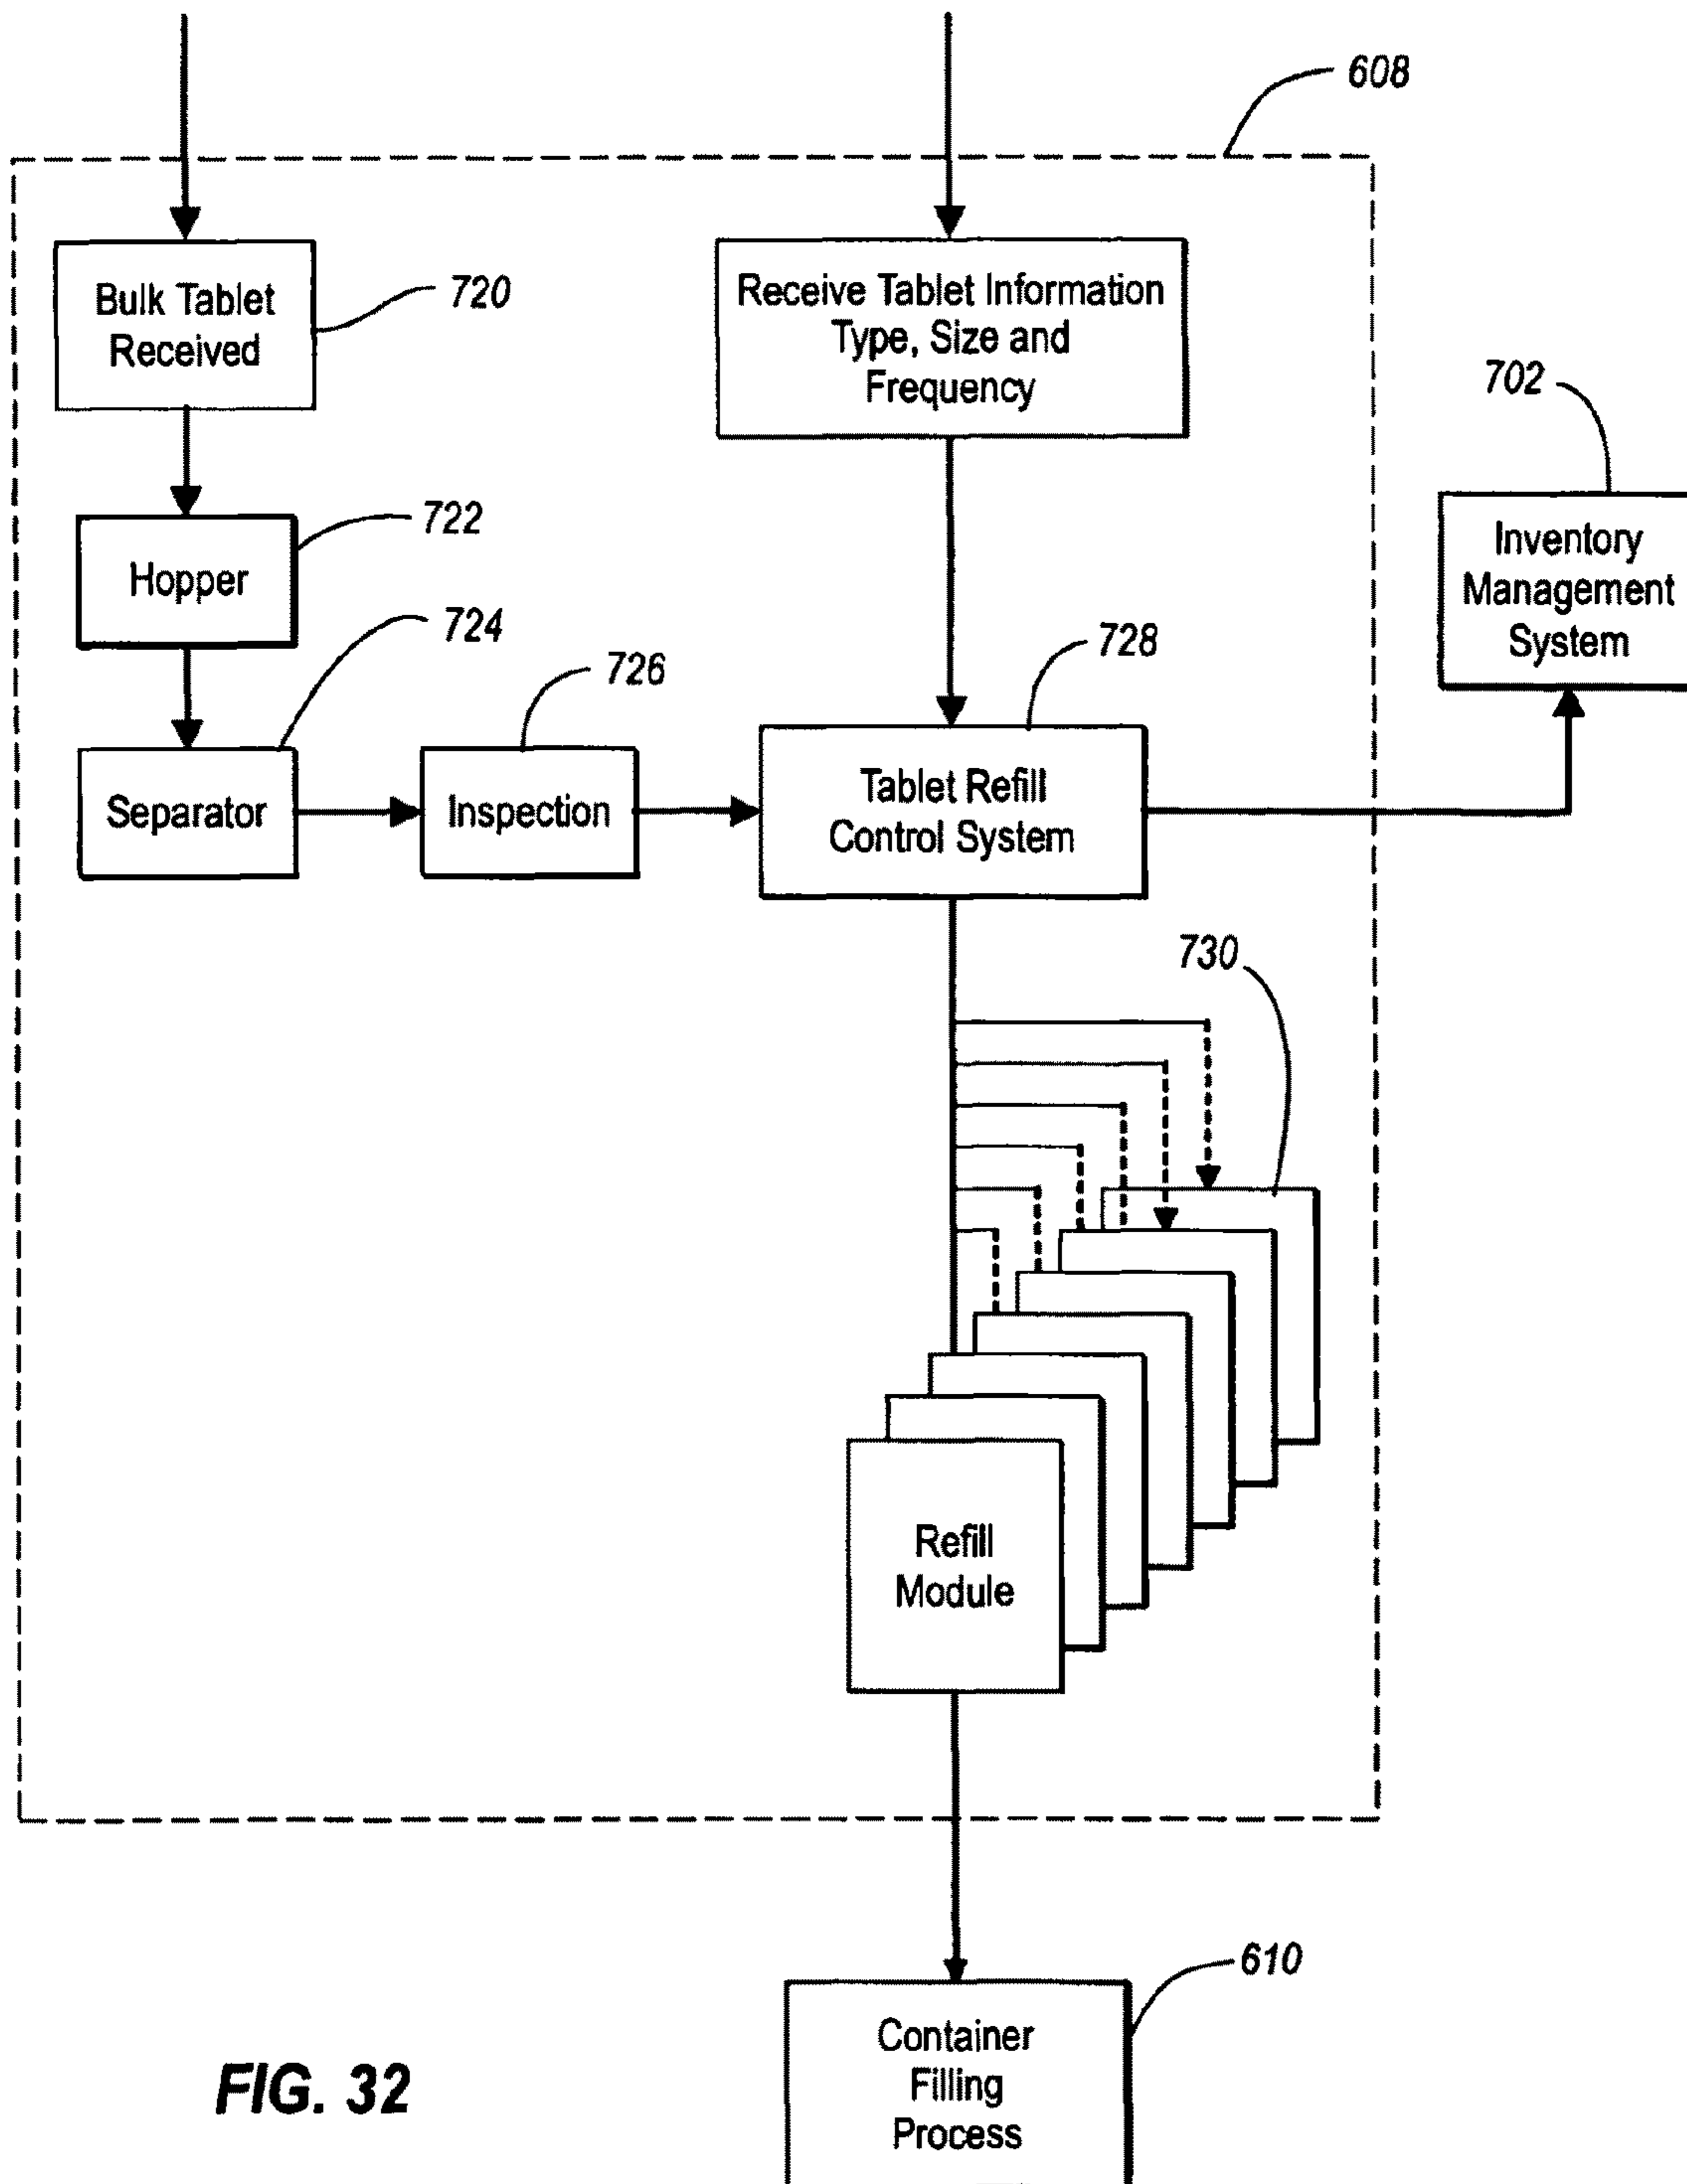 608
Bulk Tablet
Received
720
Receive Tablet Information
Type, Size and
Frequency
702
Inventory
Management
System
Hopper
722
724
726
728
Separator
Inspection
Tablet Refill
Control System
730
Refill
Module
610
Container
Filling
Process
FIG. 32